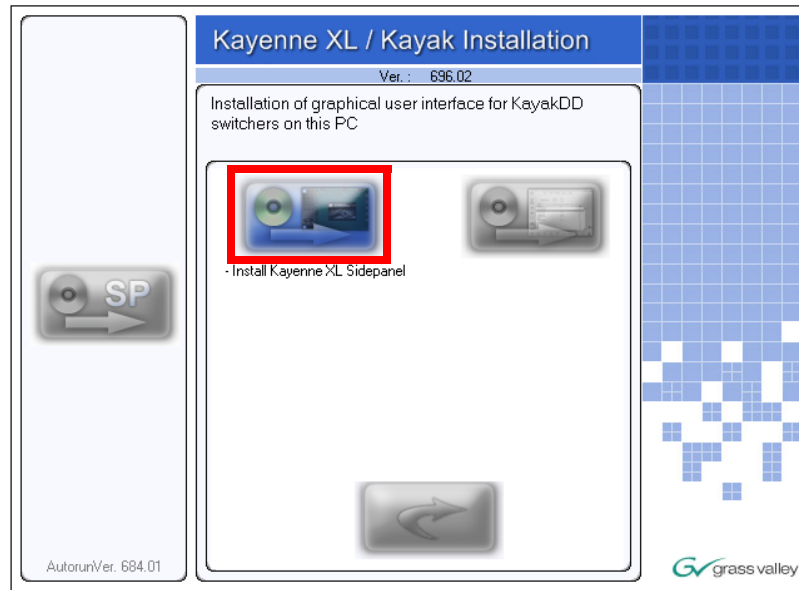 Kayenne XL / Kayak Installation
Ver. : 696.02
Installation of graphical user interface for KayakDD
switchers on this PC
- Install Kayenne XL Sidepanel
SP
AutorunVer. 684.01
GV grass valley